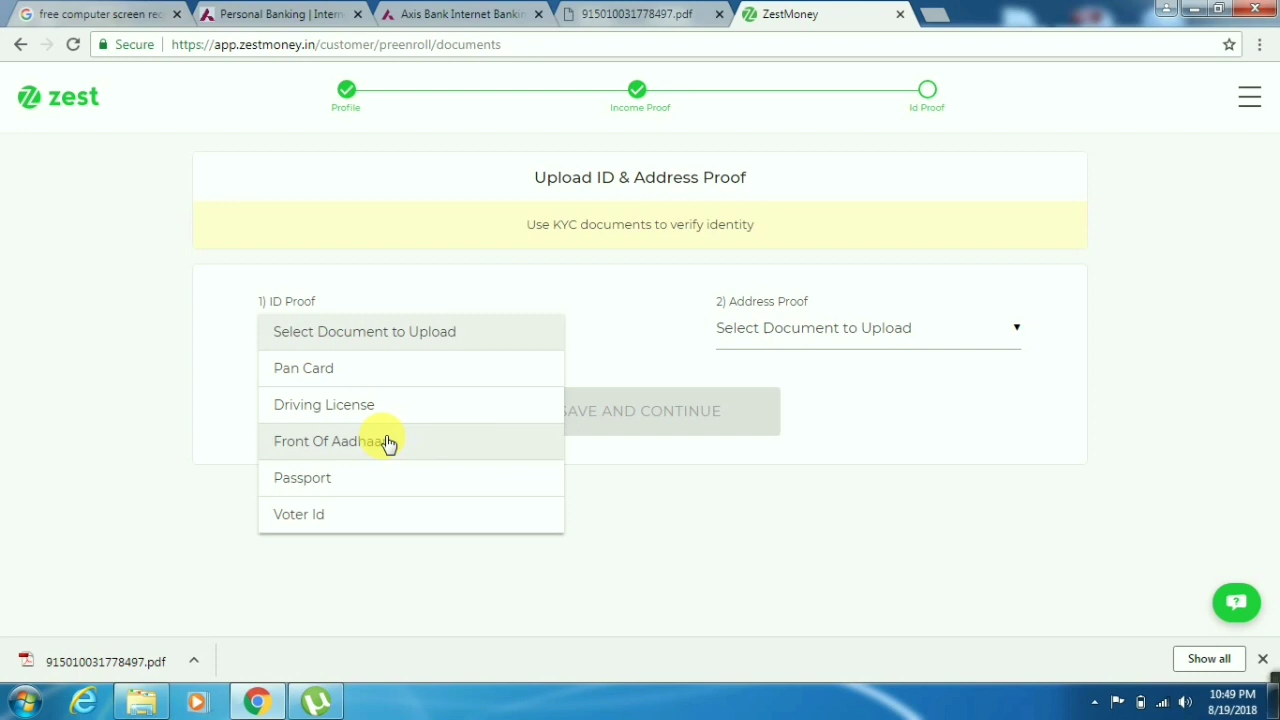 free computer screen rec
Personal Banking | Intern
Axis Bank Internet Bankin
915010031778497.pdf
ZestMoney
Secure
https://app.zestmoney.in/customer/preenroll/documents
zest
Profile
Income Proof
Id Proof
Upload ID & Address Proof
Use KYC documents to verify identity
1) ID Proof
2) Address Proof
Select Document to Upload
Select Document to Upload
Pan Card
Driving License
SAVE AND CONTINUE
Front Of Aadhaa
Passport
Voter Id
915010031778497.pdf
Show all
10:49 PM
8/19/2018